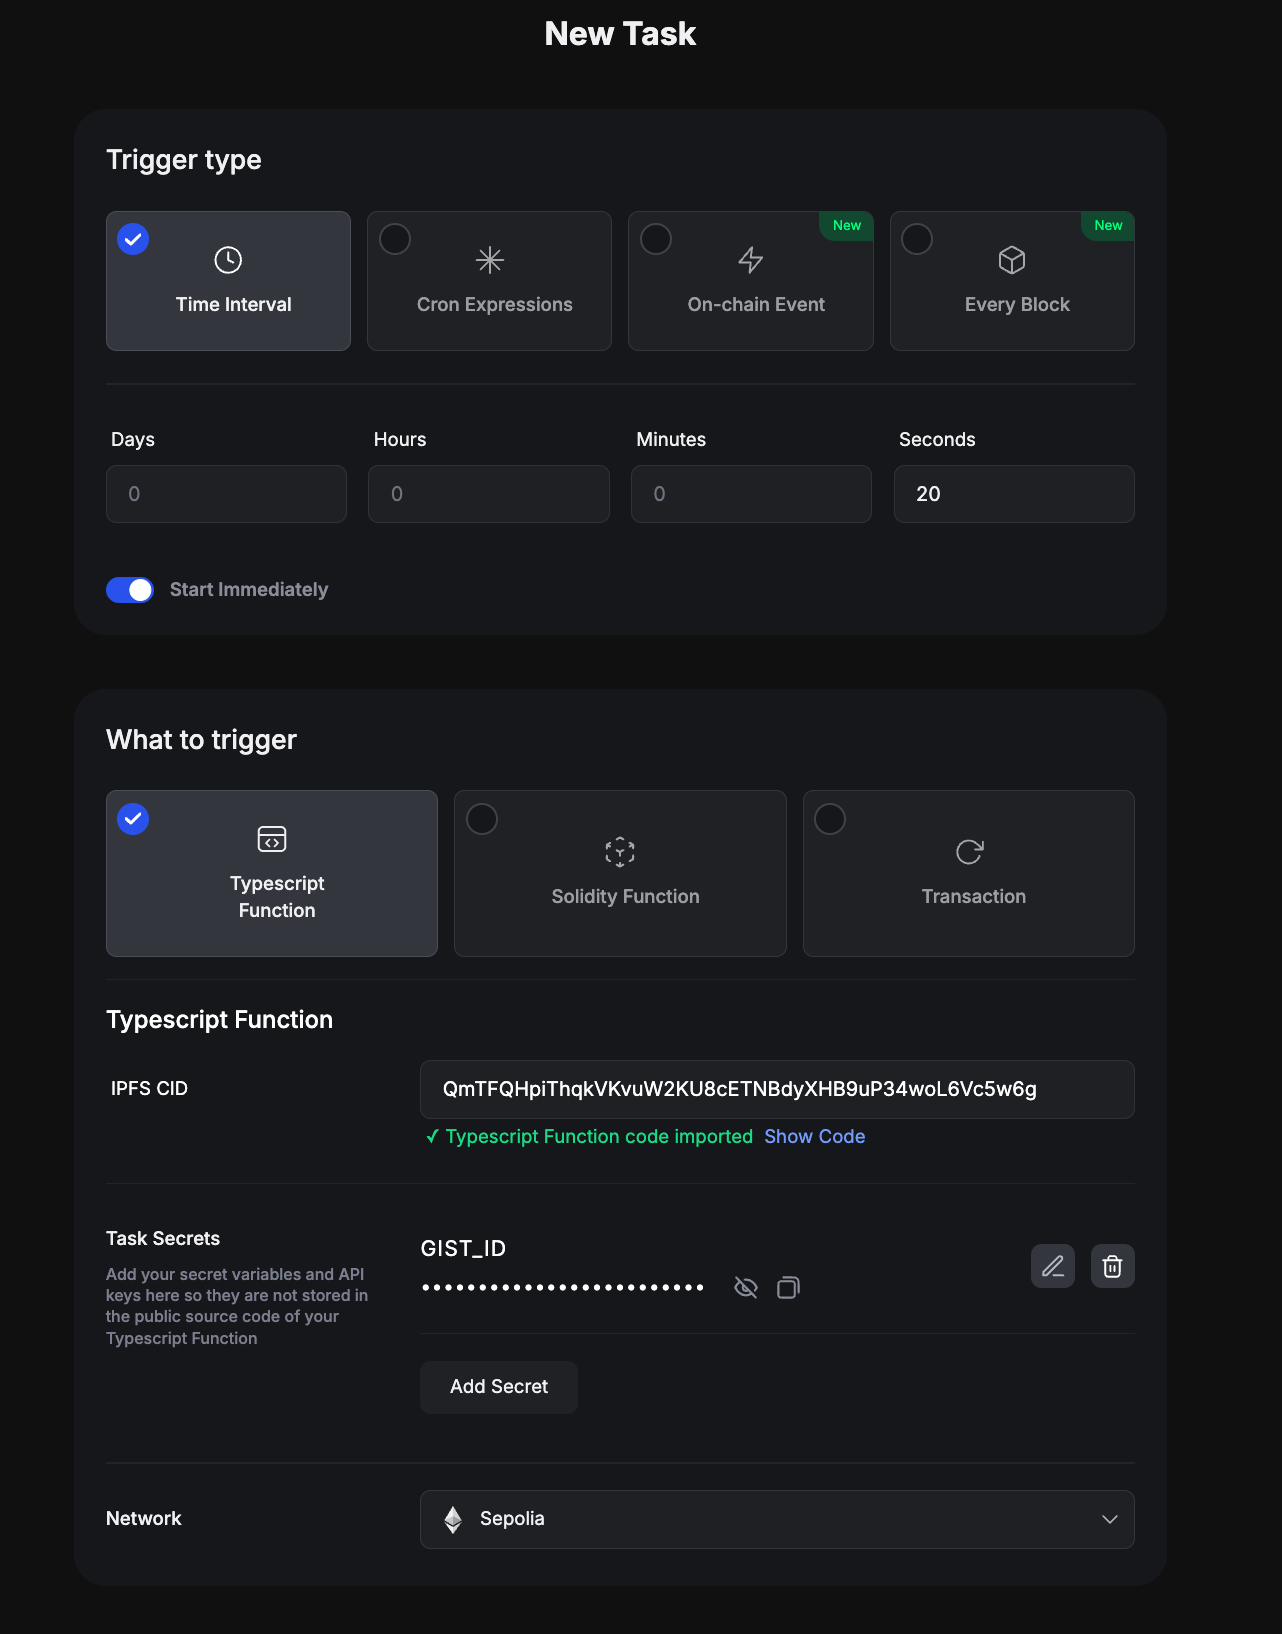 New Task
Trigger type
Time Interval
Cron Expressions
New
On-chain Event
New
Every Block
Days
Hours
Minutes
Seconds
0
0
0
20
Start Immediately
What to trigger
Typescript
Function
Solidity Function
Transaction
Typescript Function
IPFS CID
QmTFQHpiThqkVKvuW2KU8cETNBdyXHB9uP34woL6Vc5w6g
✓ Typescript Function code imported Show Code
Task Secrets
Add your secret variables and API
keys here so they are not stored in
the public source code of your
Typescript Function
GIST_ID
•••••••••••••••••••••••••
Add Secret
Network
Sepolia